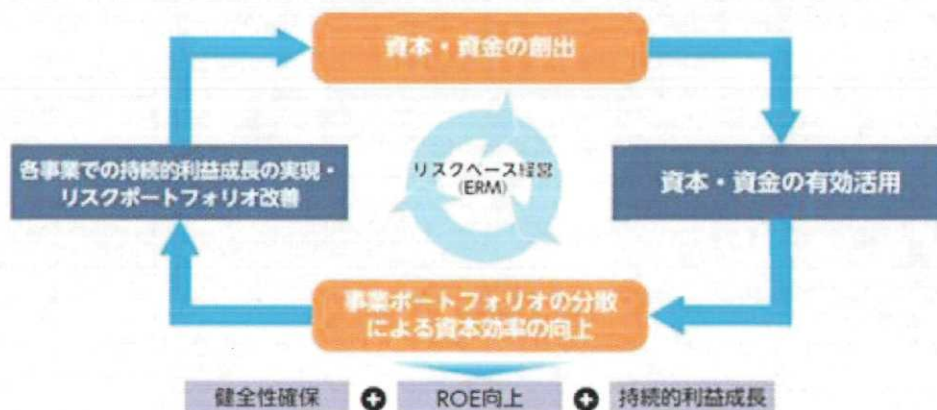 資本・資金の創出
各事業での持続的利益成長の実現・
リスクポートフォリオ改善
リスクベース経営
(ERM)
資本・資金の有効活用
事業ポートフォリオの分散
による資本効率の向上
健全性確保 + ROE向上 + 持続的利益成長